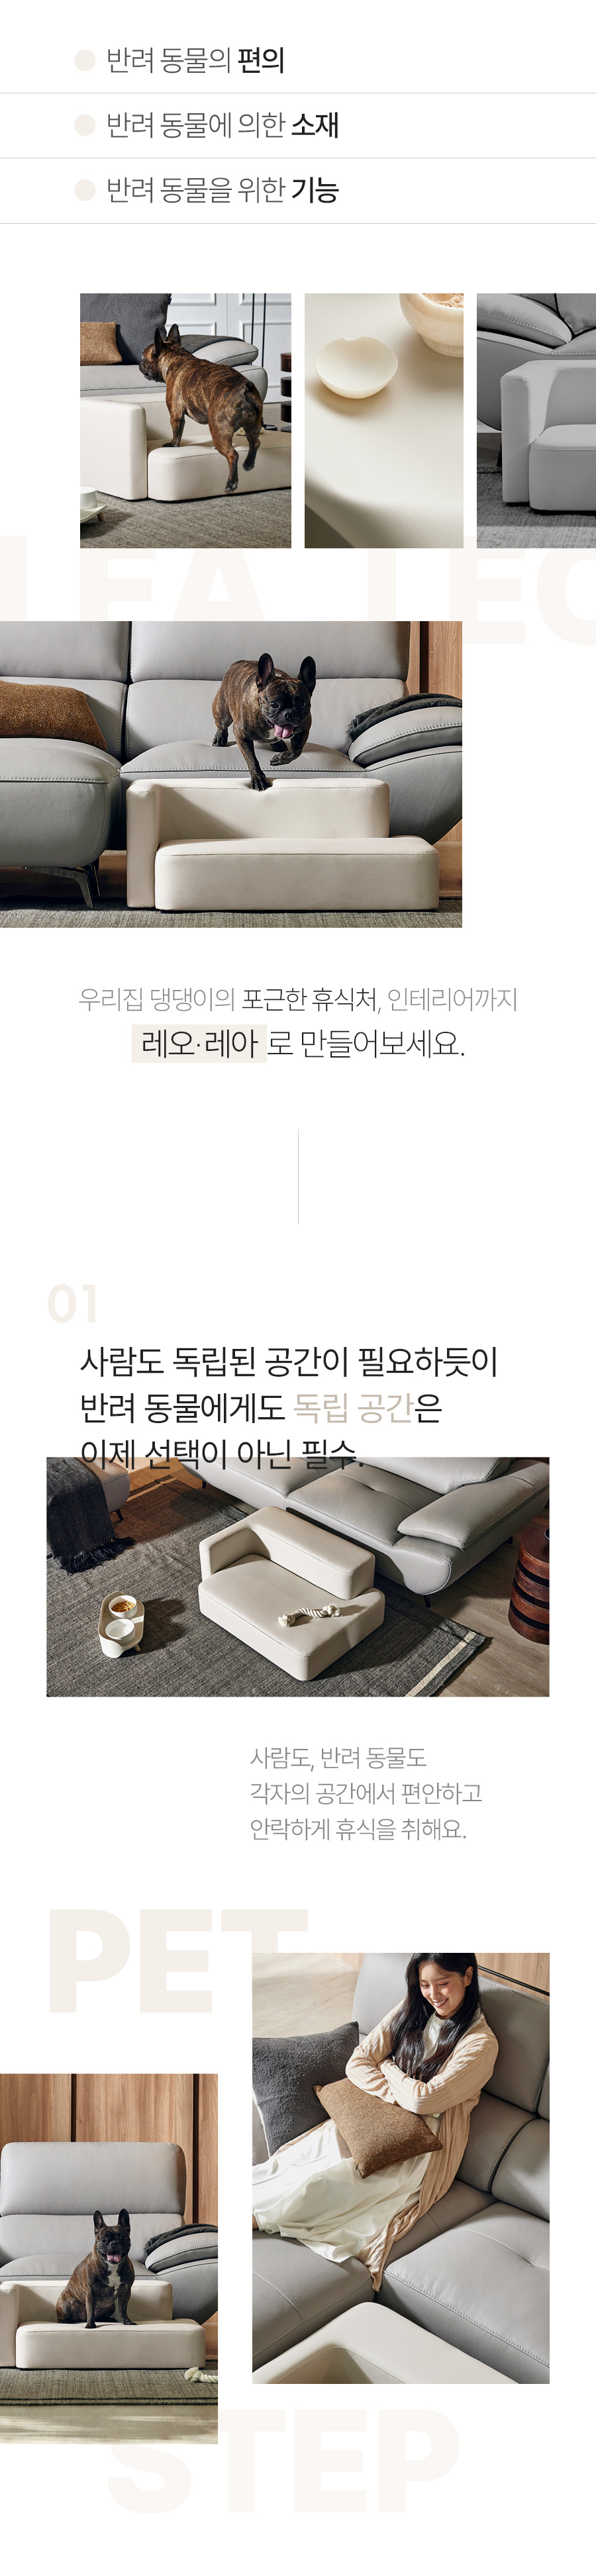 반려 동물의 편의
반려 동물에 의한 소재
반려 동물을 위한 기능
우리집 댕댕이의 포근한 휴식처, 인테리어까지
레오·레아 로 만들어보세요.
01
사람도 독립된 공간이 필요하듯이
반려 동물에게도 독립 공간은
이제 선택이 아닌 필수.
사람도, 반려 동물도
각자의 공간에서 편안하고
안락하게 휴식을 취해요.
PET
STEP